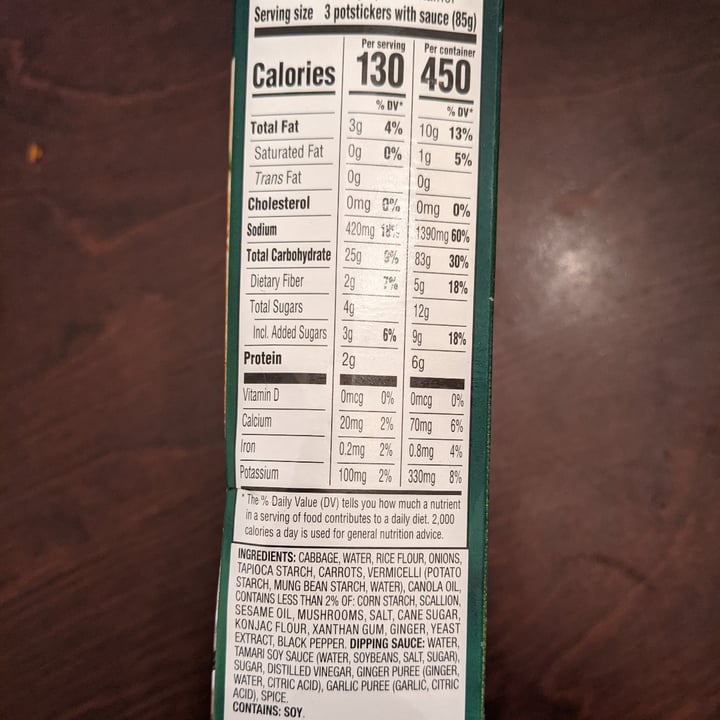 Serving size 3 potstickers with sauce (85g)
Per serving Per container
Calories 130 450
% DV* % DV*
Total Fat 3g 4% 10g 13%
Saturated Fat 0g 0% 1g 5%
Trans Fat 0g 0g
Cholesterol 0mg 0% 0mg 0%
Sodium 420mg 18% 1390mg 60%
Total Carbohydrate 25g 9% 83g 30%
Dietary Fiber 2g 7% 5g 18%
Total Sugars 4g 12g
Incl. Added Sugars 3g 6% 9g 18%
Protein 2g 6g
Vitamin D 0mcg 0% 0mcg 0%
Calcium 20mg 2% 70mg 6%
Iron 0.2mg 2% 0.8mg 4%
Potassium 100mg 2% 330mg 8%
* The % Daily Value (DV) tells you how much a nutrient
in a serving of food contributes to a daily diet. 2,000
calories a day is used for general nutrition advice.
INGREDIENTS: CABBAGE, WATER, RICE FLOUR, ONIONS,
TAPIOCA STARCH, CARROTS, VERMICELLI (POTATO
STARCH, MUNG BEAN STARCH, WATER), CANOLA OIL,
CONTAINS LESS THAN 2% OF: CORN STARCH, SCALLION,
SESAME OIL, MUSHROOMS, SALT, CANE SUGAR,
KONJAC FLOUR, XANTHAN GUM, GINGER, YEAST
EXTRACT, BLACK PEPPER. DIPPING SAUCE: WATER,
TAMARI SOY SAUCE (WATER, SOYBEANS, SALT, SUGAR),
SUGAR, DISTILLED VINEGAR, GINGER PUREE (GINGER,
WATER, CITRIC ACID), GARLIC PUREE (GARLIC, CITRIC
ACID), SPICE.
CONTAINS: SOY.